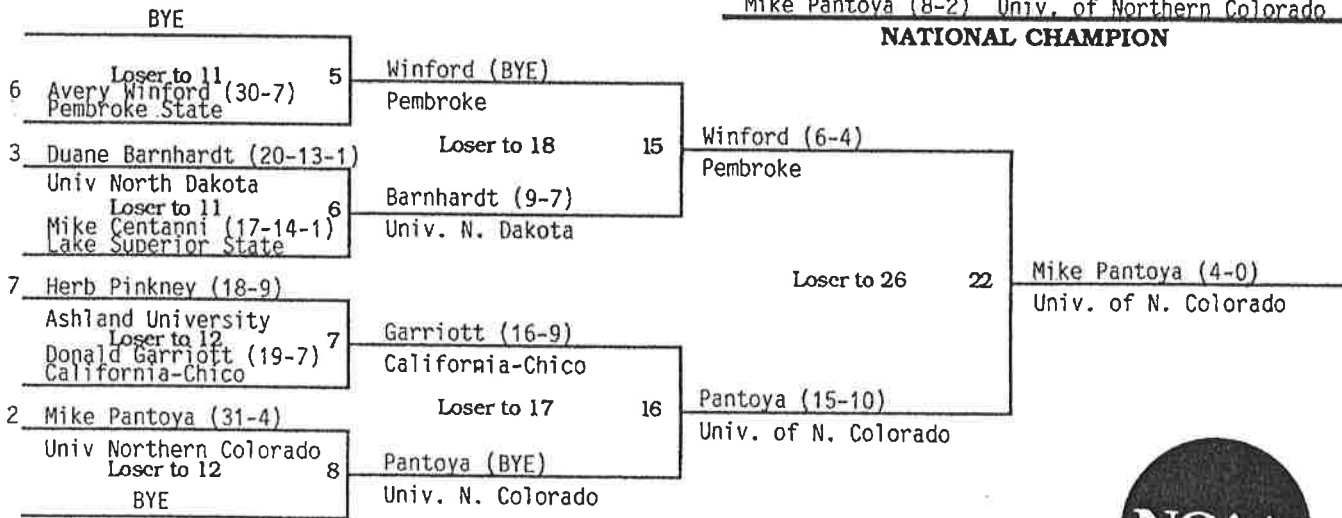 BYE
Mike Pantoya (8-2) Univ. of Northern Colorado
NATIONAL CHAMPION
Loser to 11
5
6 Avery Winford (30-7)
Pembroke State
Winford (BYE)
Pembroke
3 Duane Barnhardt (20-13-1)
Univ North Dakota
Loser to 11
6
Mike Centanni (17-14-1)
Lake Superior State
Loser to 18
15
Barnhardt (9-7)
Univ. N. Dakota
Winford (6-4)
Pembroke
7 Herb Pinkney (18-9)
Ashland University
Loser to 12
7
Donald Garriott (19-7)
California-Chico
Garriott (16-9)
California-Chico
Loser to 26
22
Mike Pantoya (4-0)
Univ. of N. Colorado
2 Mike Pantoya (31-4)
Univ Northern Colorado
Loser to 12
8
BYE
Loser to 17
16
Pantoya (BYE)
Univ. N. Colorado
Pantoya (15-10)
Univ. of N. Colorado
NCAA